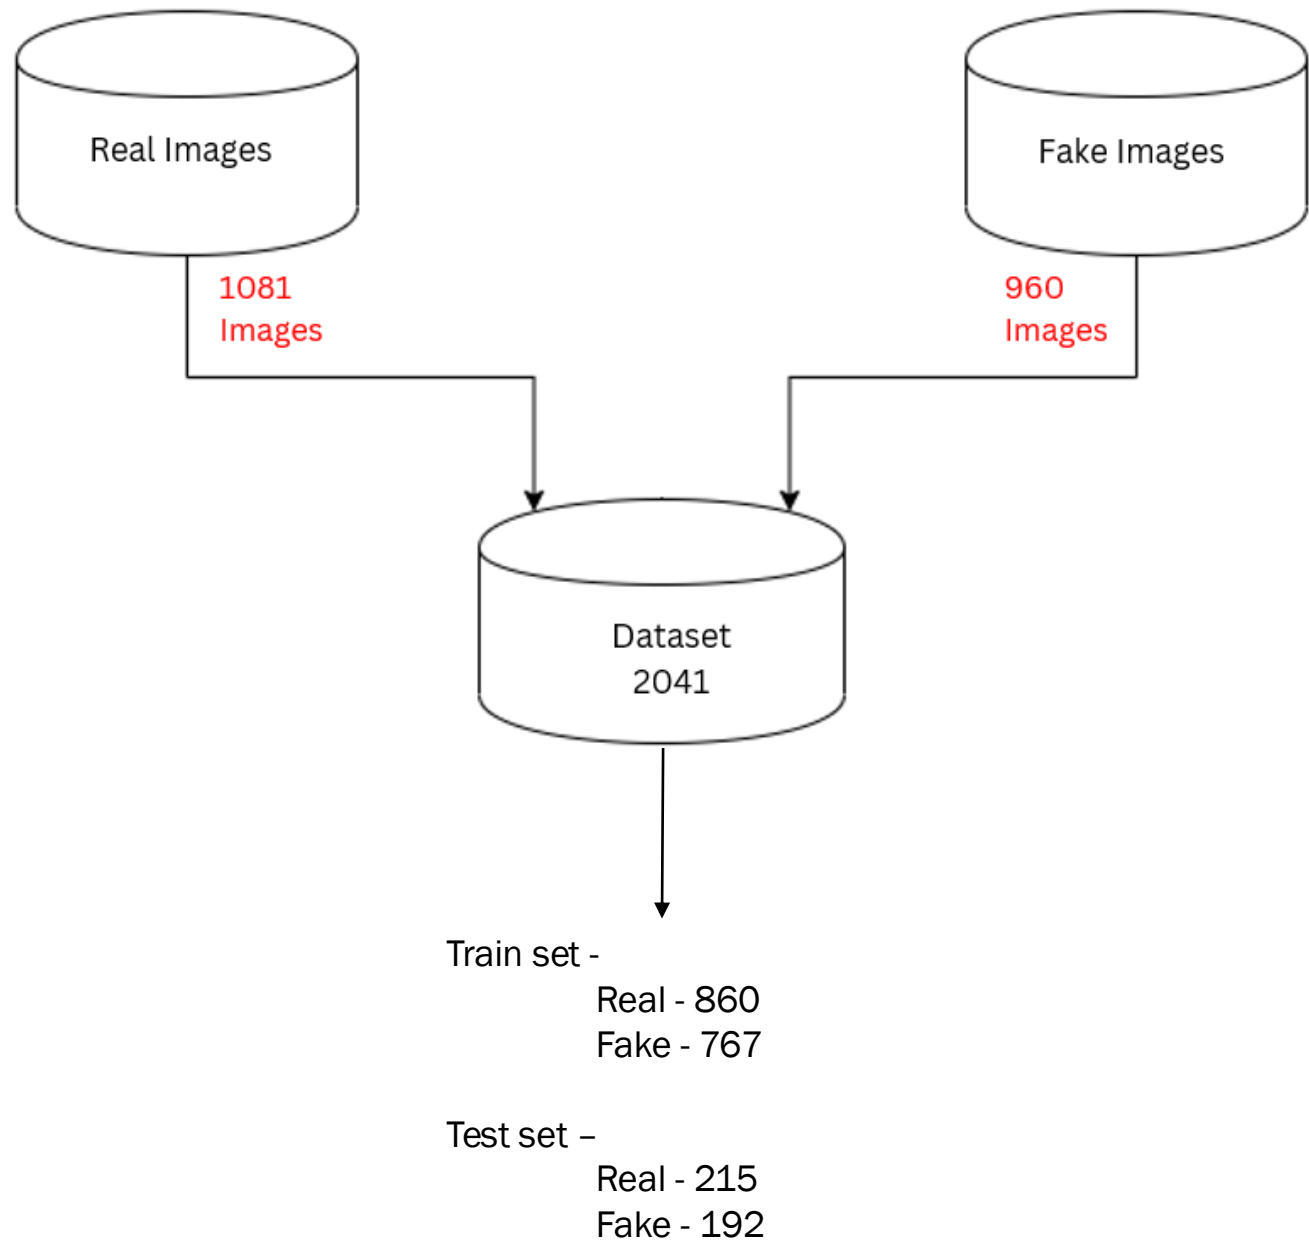 Real Images
Fake Images
1081
Images
960
Images
Dataset
2041
Train set -
Real - 860
Fake - 767
Test set –
Real - 215
Fake - 192